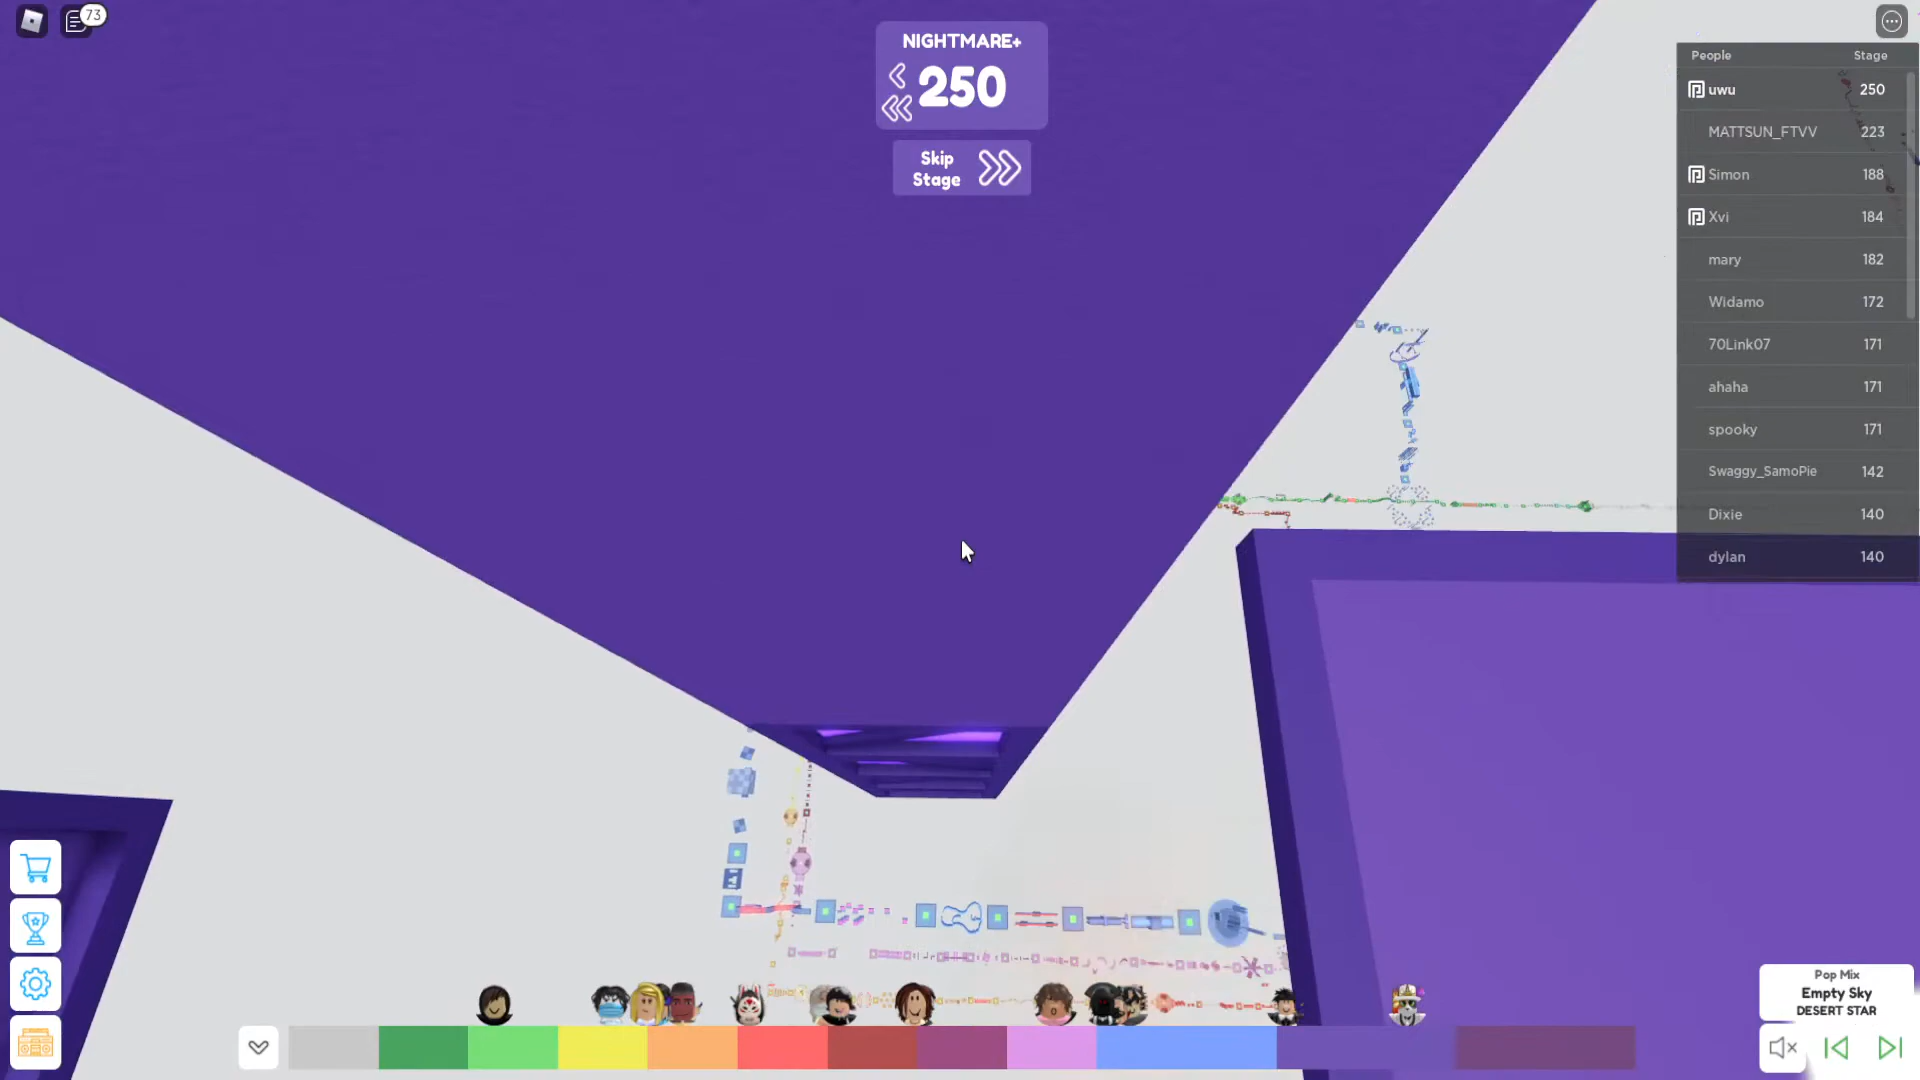 73
NIGHTMARE+
250
Skip
Stage
People Stage
uwu 250
MATTSUN_FTVV 223
Simon 188
Xvi 184
mary 182
Widamo 172
70Link07 171
ahaha 171
spooky 171
Swaggy_SamoPie 142
Dixie 140
dylan 140
Pop Mix
Empty Sky
DESERT STAR